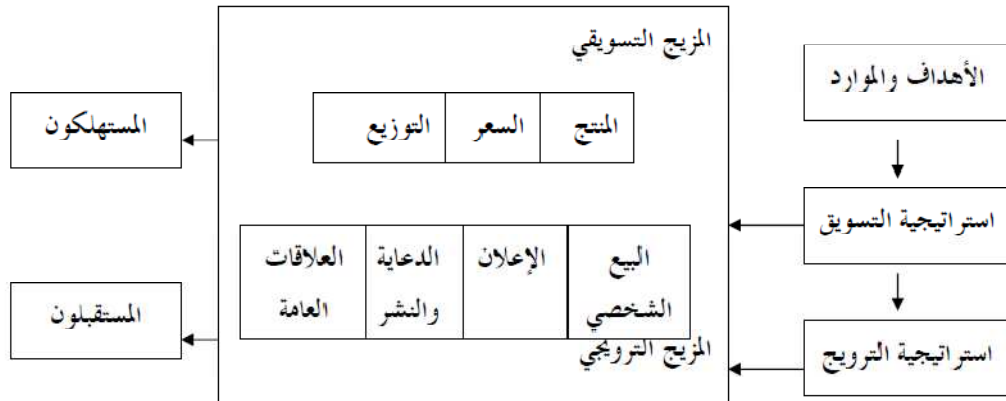 المزيج التسويقي
الأهداف والموارد
المنتج
السعر
التوزيع
المستهلكون
استراتيجية التسويق
البيع
الشخصي
الإعلان
الدعاية
والنشر
العلاقات
العامة
المستقبلون
المزيج الترويجي
استراتيجية الترويج